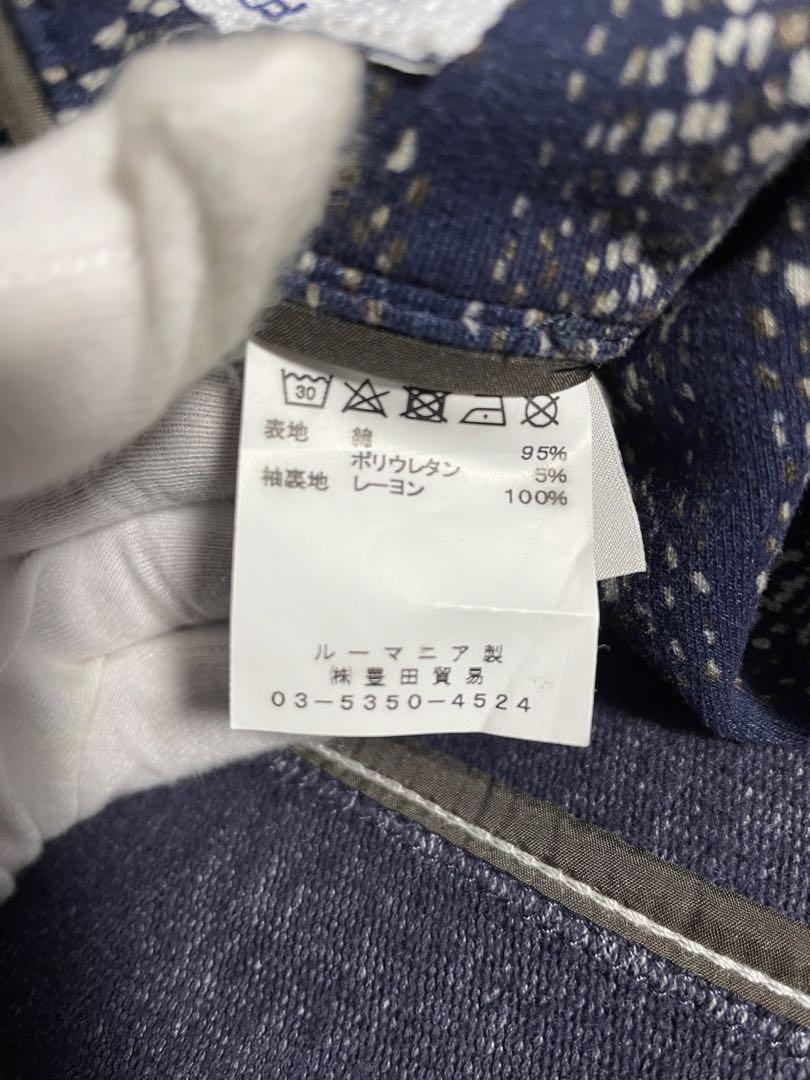 30
表地 綿 95%
ポリウレタン 5%
袖裏地 レーヨン 100%
ルーマニア製
㈱豊田貿易
03-5350-4524